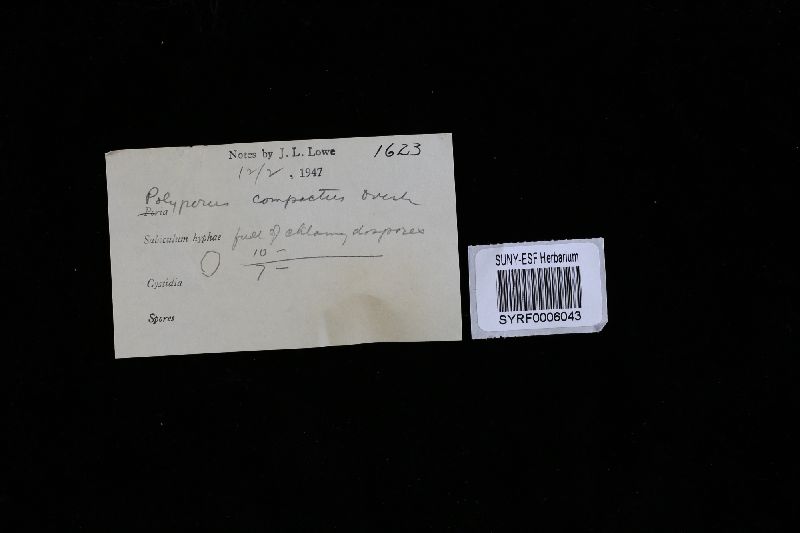 Notes by J. L. Lowe 1623
12/2, 1947
Polyporus compactus Overh
Poria
Subiculum hyphae full of chlamydospores
10 -
7 -
Cystidia
Spores
SUNY-ESF Herbarium
SYRF0006043